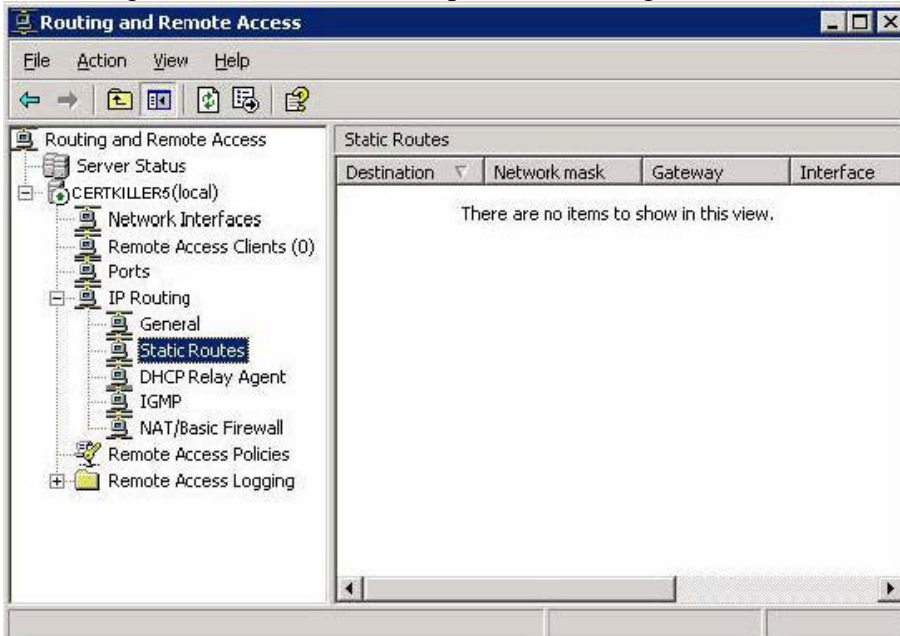 Routing and Remote Access
File Action View Help
Routing and Remote Access
Server Status
CERTKILLER5(local)
Network Interfaces
Remote Access Clients (0)
Ports
IP Routing
General
Static Routes
DHCP Relay Agent
IGMP
NAT/Basic Firewall
Remote Access Policies
Remote Access Logging
Static Routes
Destination Network mask Gateway Interface
There are no items to show in this view.